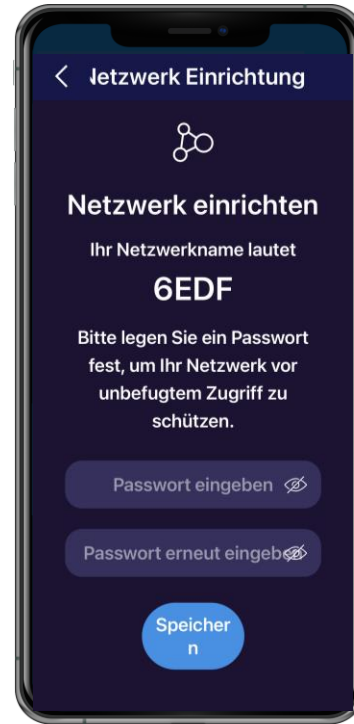 Netzwerk Einrichtung
Netzwerk einrichten
Ihr Netzwerkname lautet
6EDF
Bitte legen Sie ein Passwort
fest, um Ihr Netzwerk vor
unbefugtem Zugriff zu
schützen.
Passwort eingeben
Passwort erneut eingeben
Speicher
n